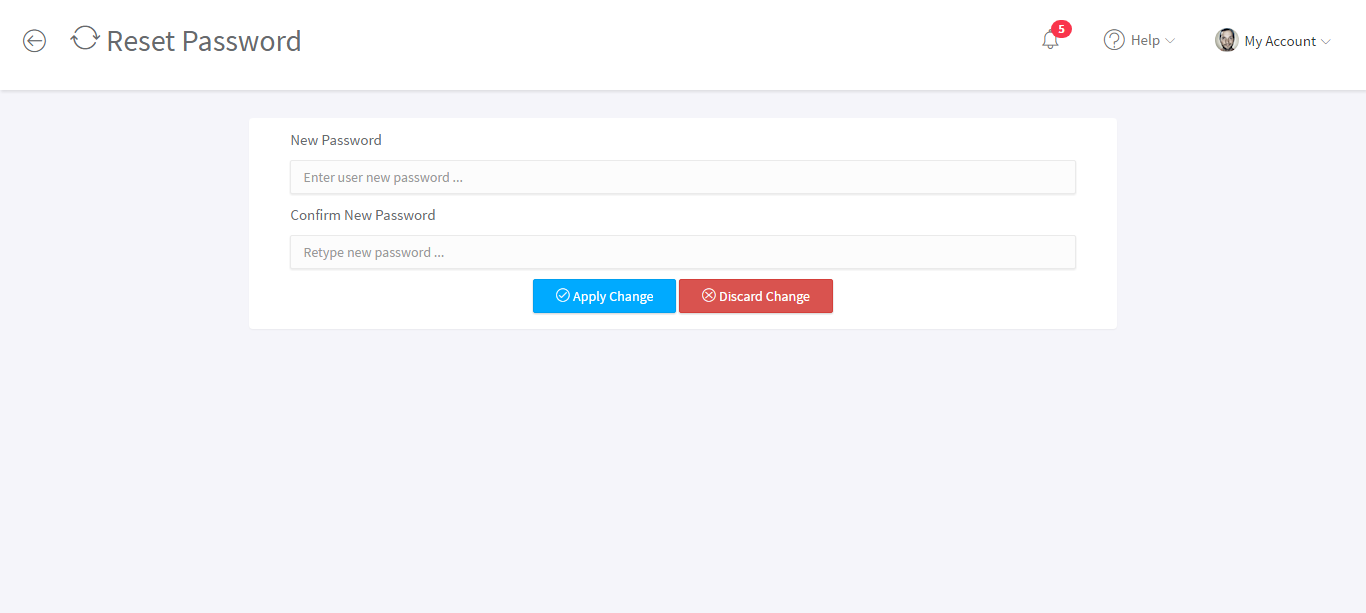 Reset Password
5
Help
My Account
New Password
Enter user new password ...
Confirm New Password
Retype new password ...
Apply Change Discard Change